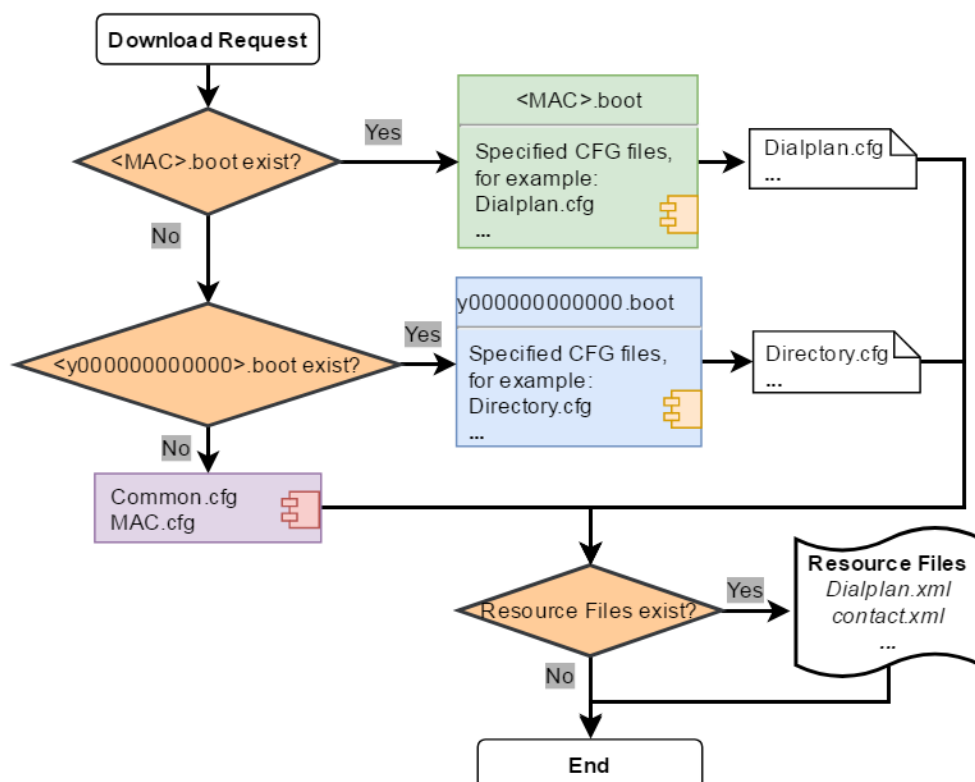 Download Request
<MAC>.boot exist?
Yes
<MAC>.boot
Specified CFG files,
for example:
Dialplan.cfg
...
Dialplan.cfg
...
No
<y000000000000>.boot exist?
Yes
y000000000000.boot
Specified CFG files,
for example:
Directory.cfg
...
Directory.cfg
...
No
Common.cfg
MAC.cfg
Resource Files exist?
Yes
Resource Files
Dialplan.xml
contact.xml
...
No
End